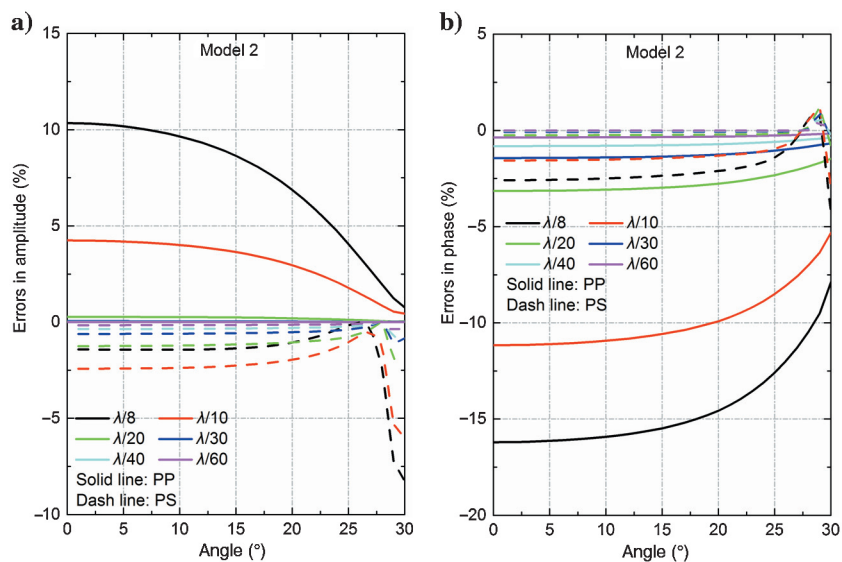 a)
Model 2
15
10
5
0
−5
−10
Errors in amplitude (%)
λ/8 λ/10
λ/20 λ/30
λ/40 λ/60
Solid line: PP
Dash line: PS
0 5 10 15 20 25 30
Angle (°)
b)
Model 2
5
0
−5
−10
−15
−20
Errors in phase (%)
λ/8 λ/10
λ/20 λ/30
λ/40 λ/60
Solid line: PP
Dash line: PS
0 5 10 15 20 25 30
Angle (°)